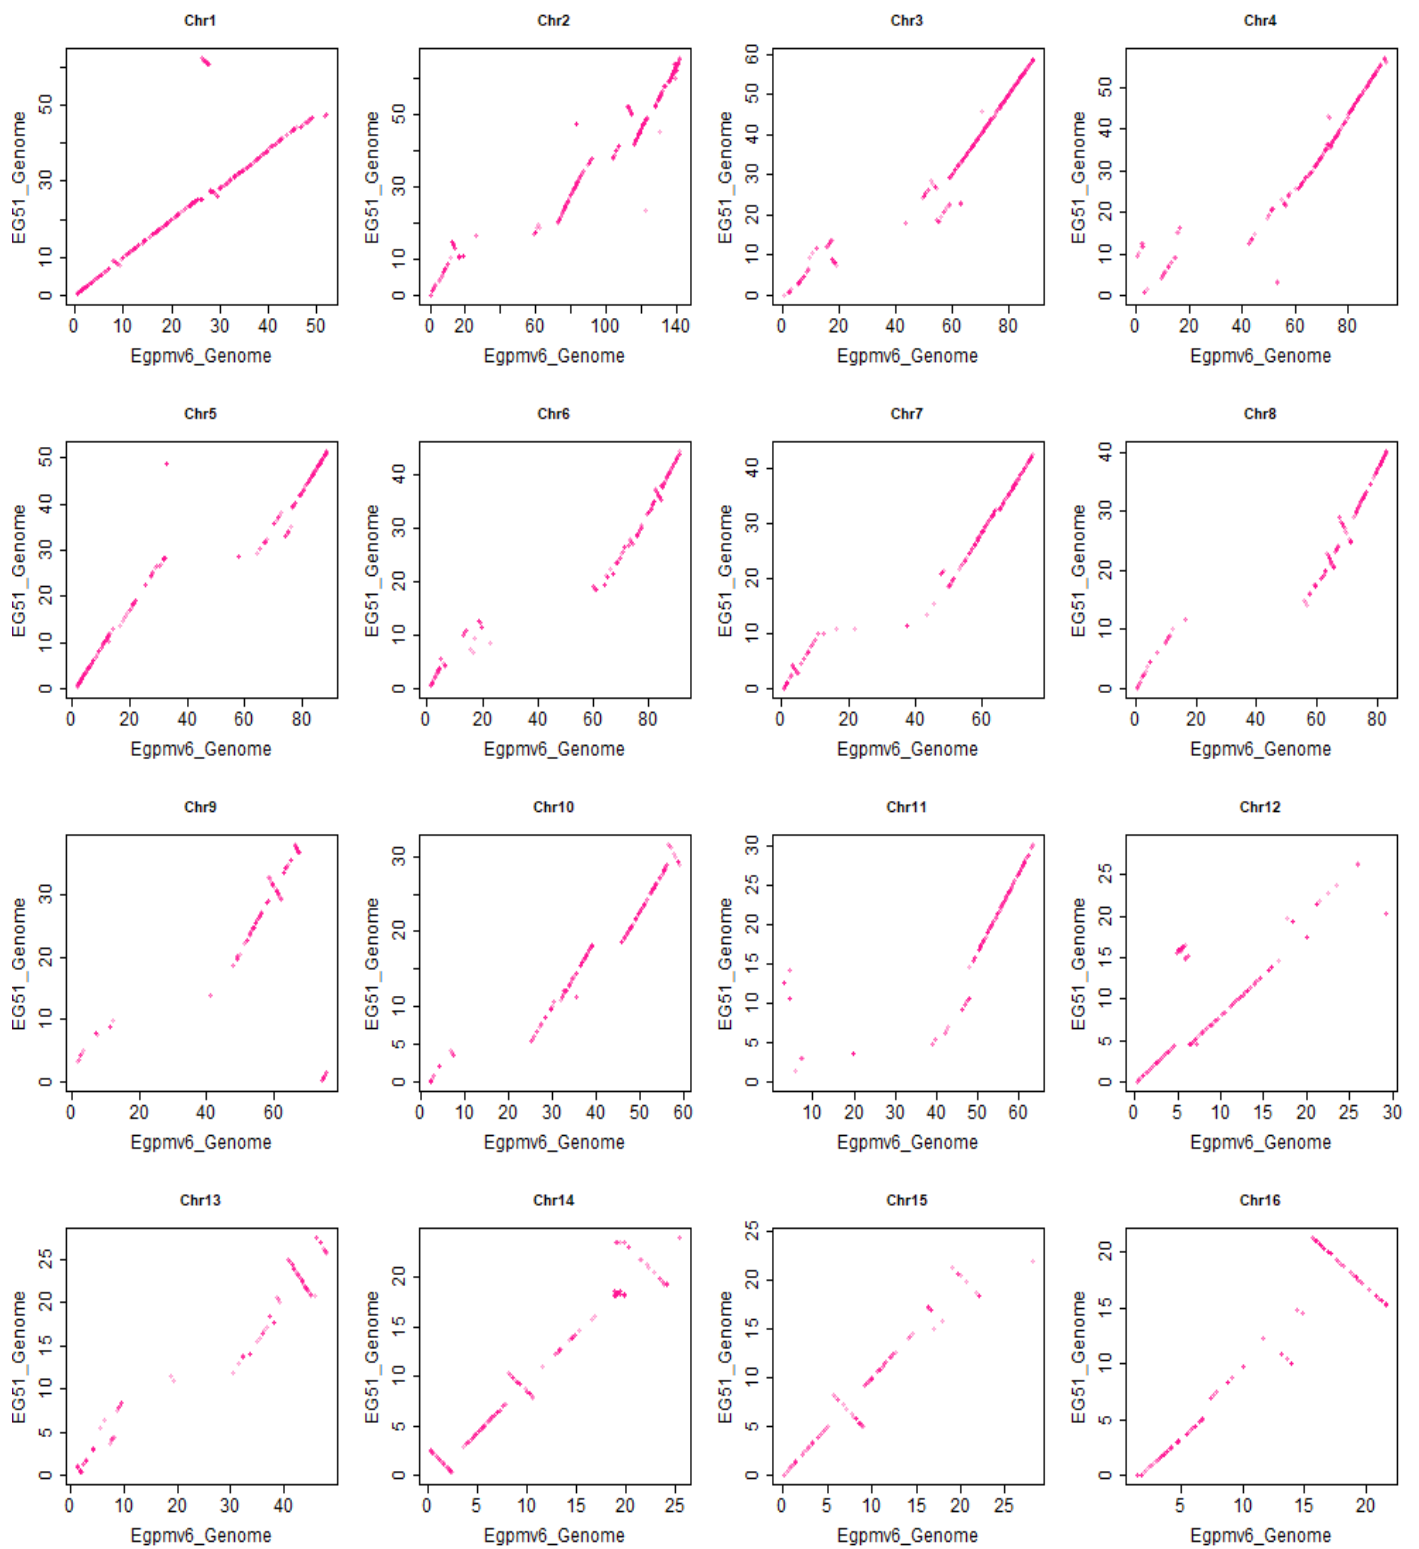 Chr1 Chr2 Chr3 Chr4
EG51_Genome EG51_Genome EG51_Genome EG51_Genome
0 10 30 50
0 10 30 50
0 10 20 30 40 50 60
0 10 20 30 40 50
0 10 20 30 40 50
0 20 60 100 140
0 20 40 60 80
0 20 40 60 80
Egpmv6_Genome Egpmv6_Genome Egpmv6_Genome Egpmv6_Genome
Chr5 Chr6 Chr7 Chr8
EG51_Genome EG51_Genome EG51_Genome EG51_Genome
0 10 20 30 40 50
0 10 20 30 40
0 10 20 30 40
0 10 20 30 40
0 20 40 60 80
0 20 40 60 80
0 20 40 60
0 20 40 60 80
Egpmv6_Genome Egpmv6_Genome Egpmv6_Genome Egpmv6_Genome
Chr9 Chr10 Chr11 Chr12
EG51_Genome EG51_Genome EG51_Genome EG51_Genome
0 10 20 30
0 5 10 20 30
0 5 10 15 20 25 30
0 5 10 15 20 25
0 20 40 60
0 10 20 30 40 50 60
10 20 30 40 50 60
0 5 10 15 20 25 30
Egpmv6_Genome Egpmv6_Genome Egpmv6_Genome Egpmv6_Genome
Chr13 Chr14 Chr15 Chr16
EG51_Genome EG51_Genome EG51_Genome EG51_Genome
0 5 10 15 20 25
0 5 10 15 20
0 5 10 15 20 25
0 5 10 15 20
0 10 20 30 40
0 5 10 15 20 25
0 5 10 15 20 25
5 10 15 20
Egpmv6_Genome Egpmv6_Genome Egpmv6_Genome Egpmv6_Genome